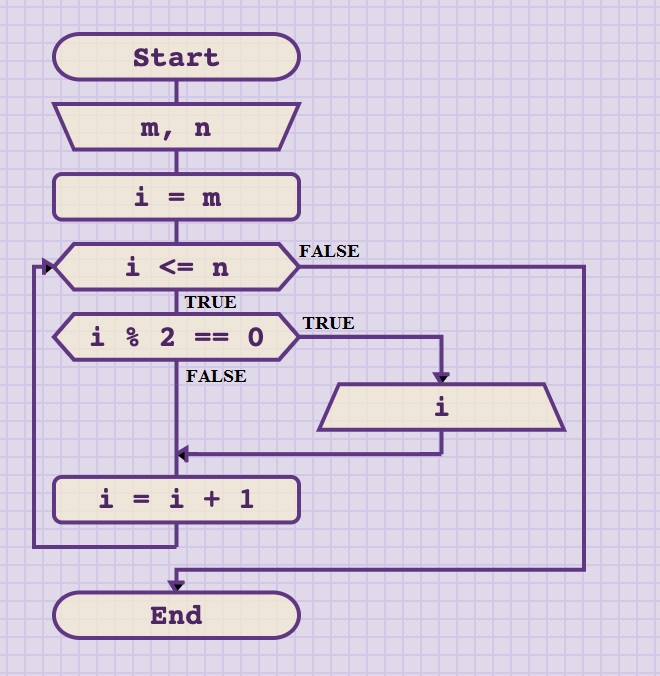 Start
m, n
i = m
i <= n
FALSE
TRUE
i % 2 == 0
TRUE
FALSE
i
i = i + 1
End